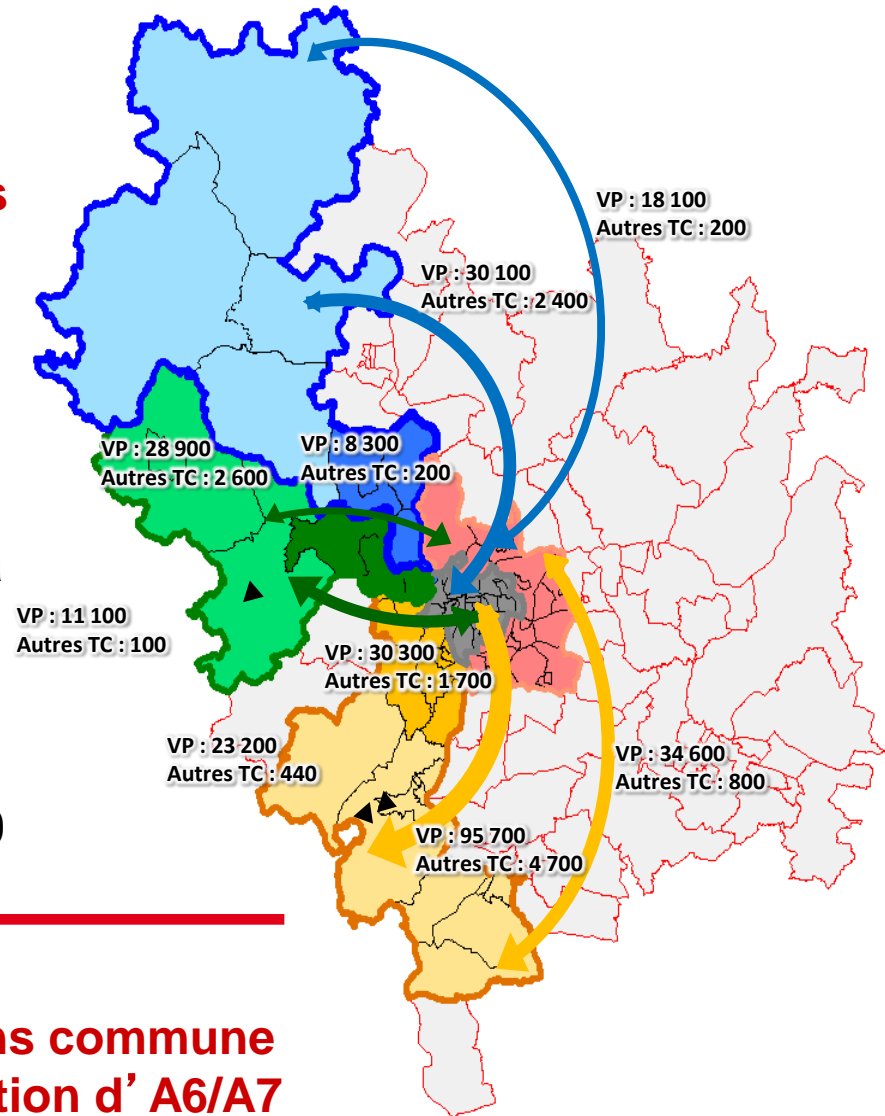 VP : 18 100
Autres TC : 200
VP : 30 100
Autres TC : 2 400
VP : 28 900
Autres TC : 2 600
VP : 8 300
Autres TC : 200
VP : 11 100
Autres TC : 100
VP : 30 300
Autres TC : 1 700
VP : 23 200
Autres TC : 440
VP : 34 600
Autres TC : 800
VP : 95 700
Autres TC : 4 700
commune
d’ A6/A7